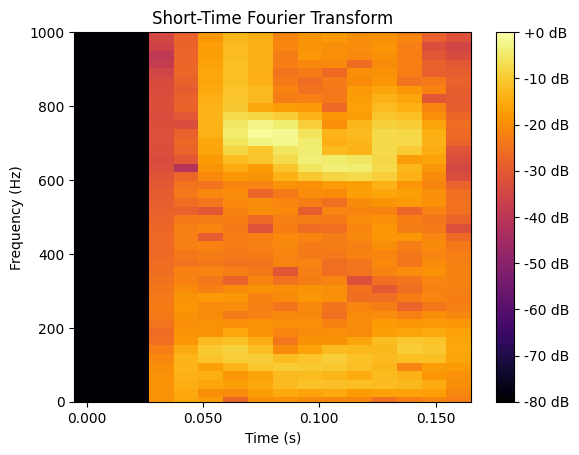 Short-Time Fourier Transform
1000
800
600
400
200
0
Frequency (Hz)
0.000
0.050
0.100
0.150
Time (s)
+0 dB
-10 dB
-20 dB
-30 dB
-40 dB
-50 dB
-60 dB
-70 dB
-80 dB